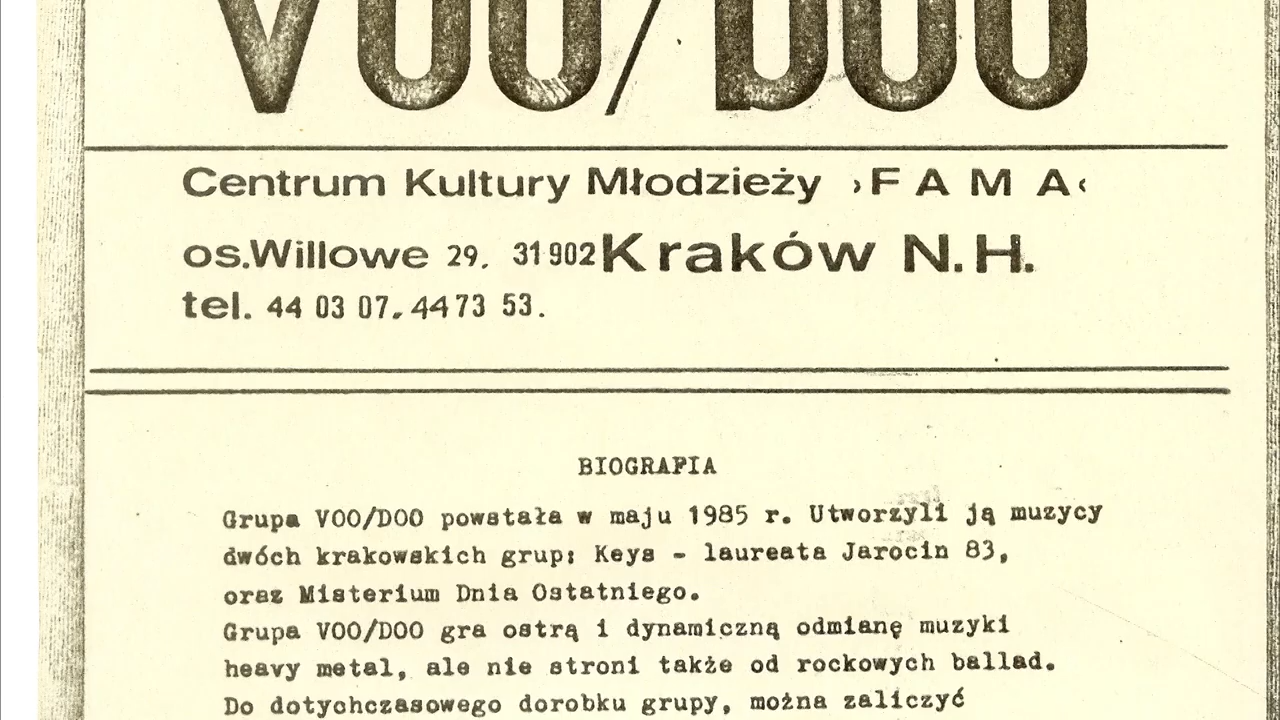 VOO/DOO
Centrum Kultury Młodzieży ›F A M A‹
os.Willowe 29. 31 902 Kraków N.H.
tel. 44 03 07, 44 73 53.
BIOGRAFIA
Grupa VOO/DOO powstała w maju 1985 r. Utworzyli ją muzycy
dwóch krakowskich grup: Keys - laureata Jarocin 83,
oraz Misterium Dnia Ostatniego.
Grupa VOO/DOO gra ostrą i dynamiczną odmianę muzyki
heavy metal, ale nie stroni także od rockowych ballad.
Do dotychczasowego dorobku grupy, można zaliczyć